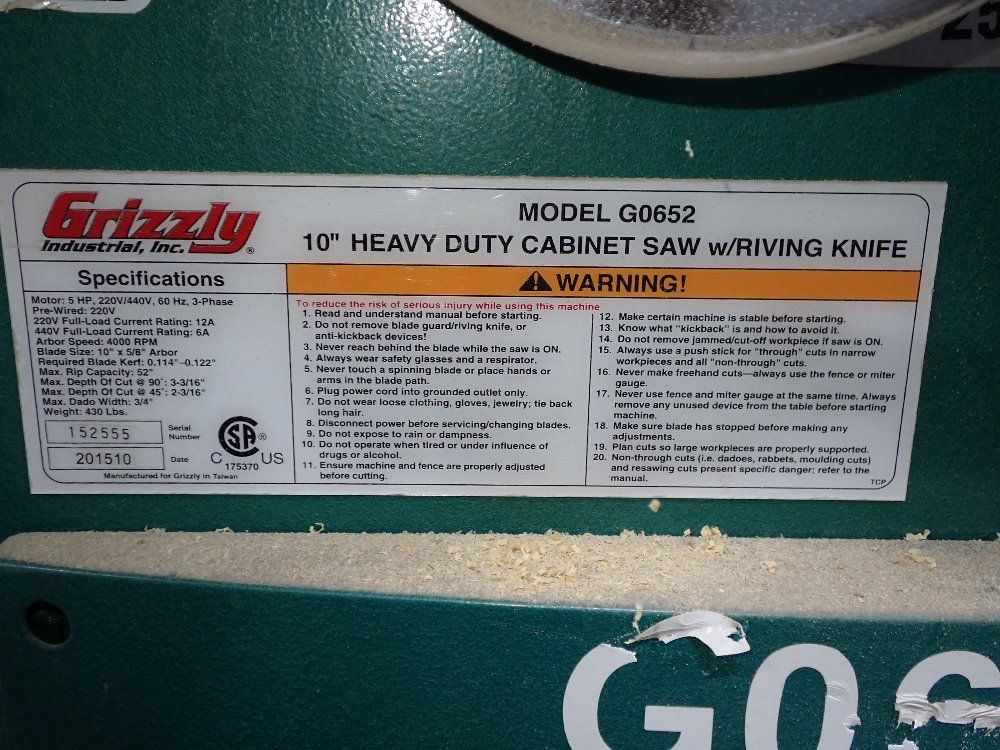 25
Grizzly
Industrial, Inc. ®
MODEL G0652
10" HEAVY DUTY CABINET SAW w/RIVING KNIFE
Specifications
Motor: 5 HP, 220V/440V, 60 Hz, 3-Phase
Pre-Wired: 220V
220V Full-Load Current Rating: 12A
440V Full-Load Current Rating: 6A
Arbor Speed: 4000 RPM
Blade Size: 10" x 5/8" Arbor
Required Blade Kerf: 0.114"–0.122"
Max. Rip Capacity: 52"
Max. Depth Of Cut @ 90°: 3-3/16"
Max. Depth Of Cut @ 45°: 2-3/16"
Max. Dado Width: 3/4"
Weight: 430 Lbs.
152555 Serial Number
201510 Date
C SA ® US
175370
Manufactured for Grizzly in Taiwan
WARNING!
To reduce the risk of serious injury while using this machine
1. Read and understand manual before starting.
2. Do not remove blade guard/riving knife, or
anti-kickback devices!
3. Never reach behind the blade while the saw is ON.
4. Always wear safety glasses and a respirator.
5. Never touch a spinning blade or place hands or
arms in the blade path.
6. Plug power cord into grounded outlet only.
7. Do not wear loose clothing, gloves, jewelry; tie back
long hair.
8. Disconnect power before servicing/changing blades.
9. Do not expose to rain or dampness.
10. Do not operate when tired or under influence of
drugs or alcohol.
11. Ensure machine and fence are properly adjusted
before cutting.
12. Make certain machine is stable before starting.
13. Know what "kickback" is and how to avoid it.
14. Do not remove jammed/cut-off workpiece if saw is ON.
15. Always use a push stick for "through" cuts in narrow
workpieces and all "non-through" cuts.
16. Never make freehand cuts—always use the fence or miter
gauge.
17. Never use fence and miter gauge at the same time. Always
remove any unused device from the table before starting
machine.
18. Make sure blade has stopped before making any
adjustments.
19. Plan cuts so large workpieces are properly supported.
20. Non-through cuts (i.e. dadoes, rabbets, moulding cuts)
and resawing cuts present specific danger; refer to the
manual.
TCP
G0